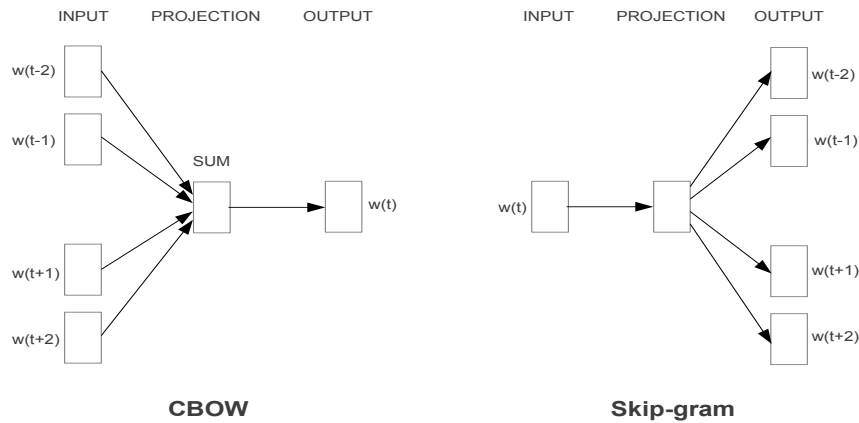 INPUT PROJECTION OUTPUT
w(t-2)
w(t-1)
SUM
w(t)
w(t+1)
w(t+2)
CBOW
INPUT PROJECTION OUTPUT
w(t-2)
w(t-1)
w(t)
w(t+1)
w(t+2)
Skip-gram